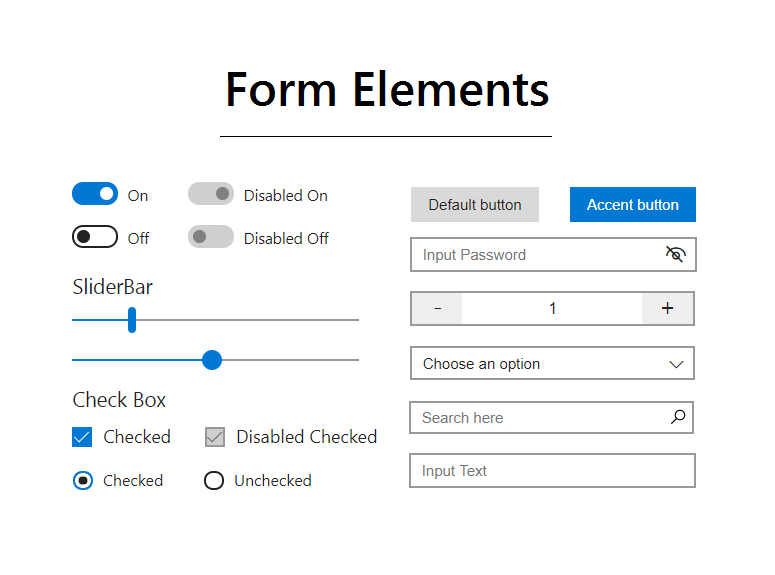 Form Elements
On
Disabled On
Off
Disabled Off
SliderBar
Check Box
Checked
Disabled Checked
Checked
Unchecked
Default button
Accent button
Input Password
- 1 +
Choose an option
Search here
Input Text